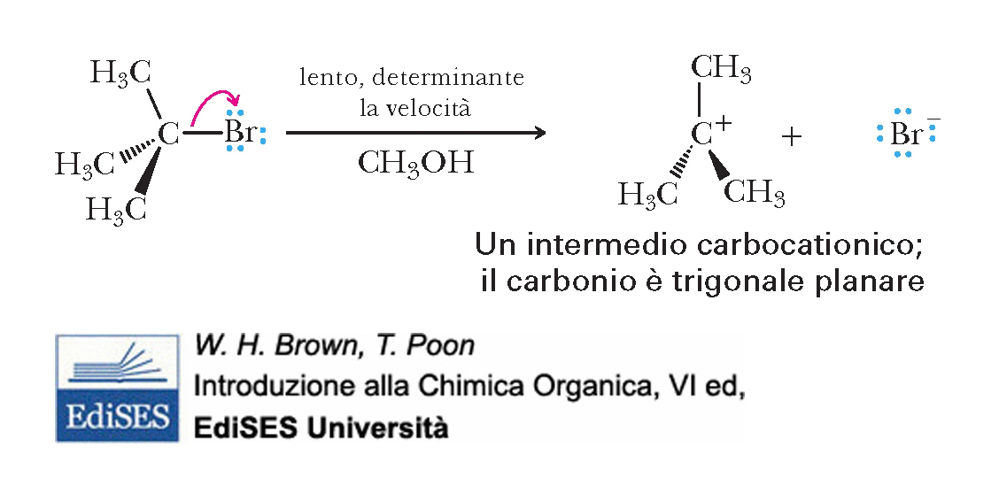 H₃C
H₃C
H₃C
C
Br
lento, determinante
la velocità
CH₃OH
CH₃
C⁺
H₃C
CH₃
+
Br⁻
Un intermedio carbocationico;
il carbonio è trigonale planare
EdiSES
W. H. Brown, T. Poon
Introduzione alla Chimica Organica, VI ed,
EdiSES Università